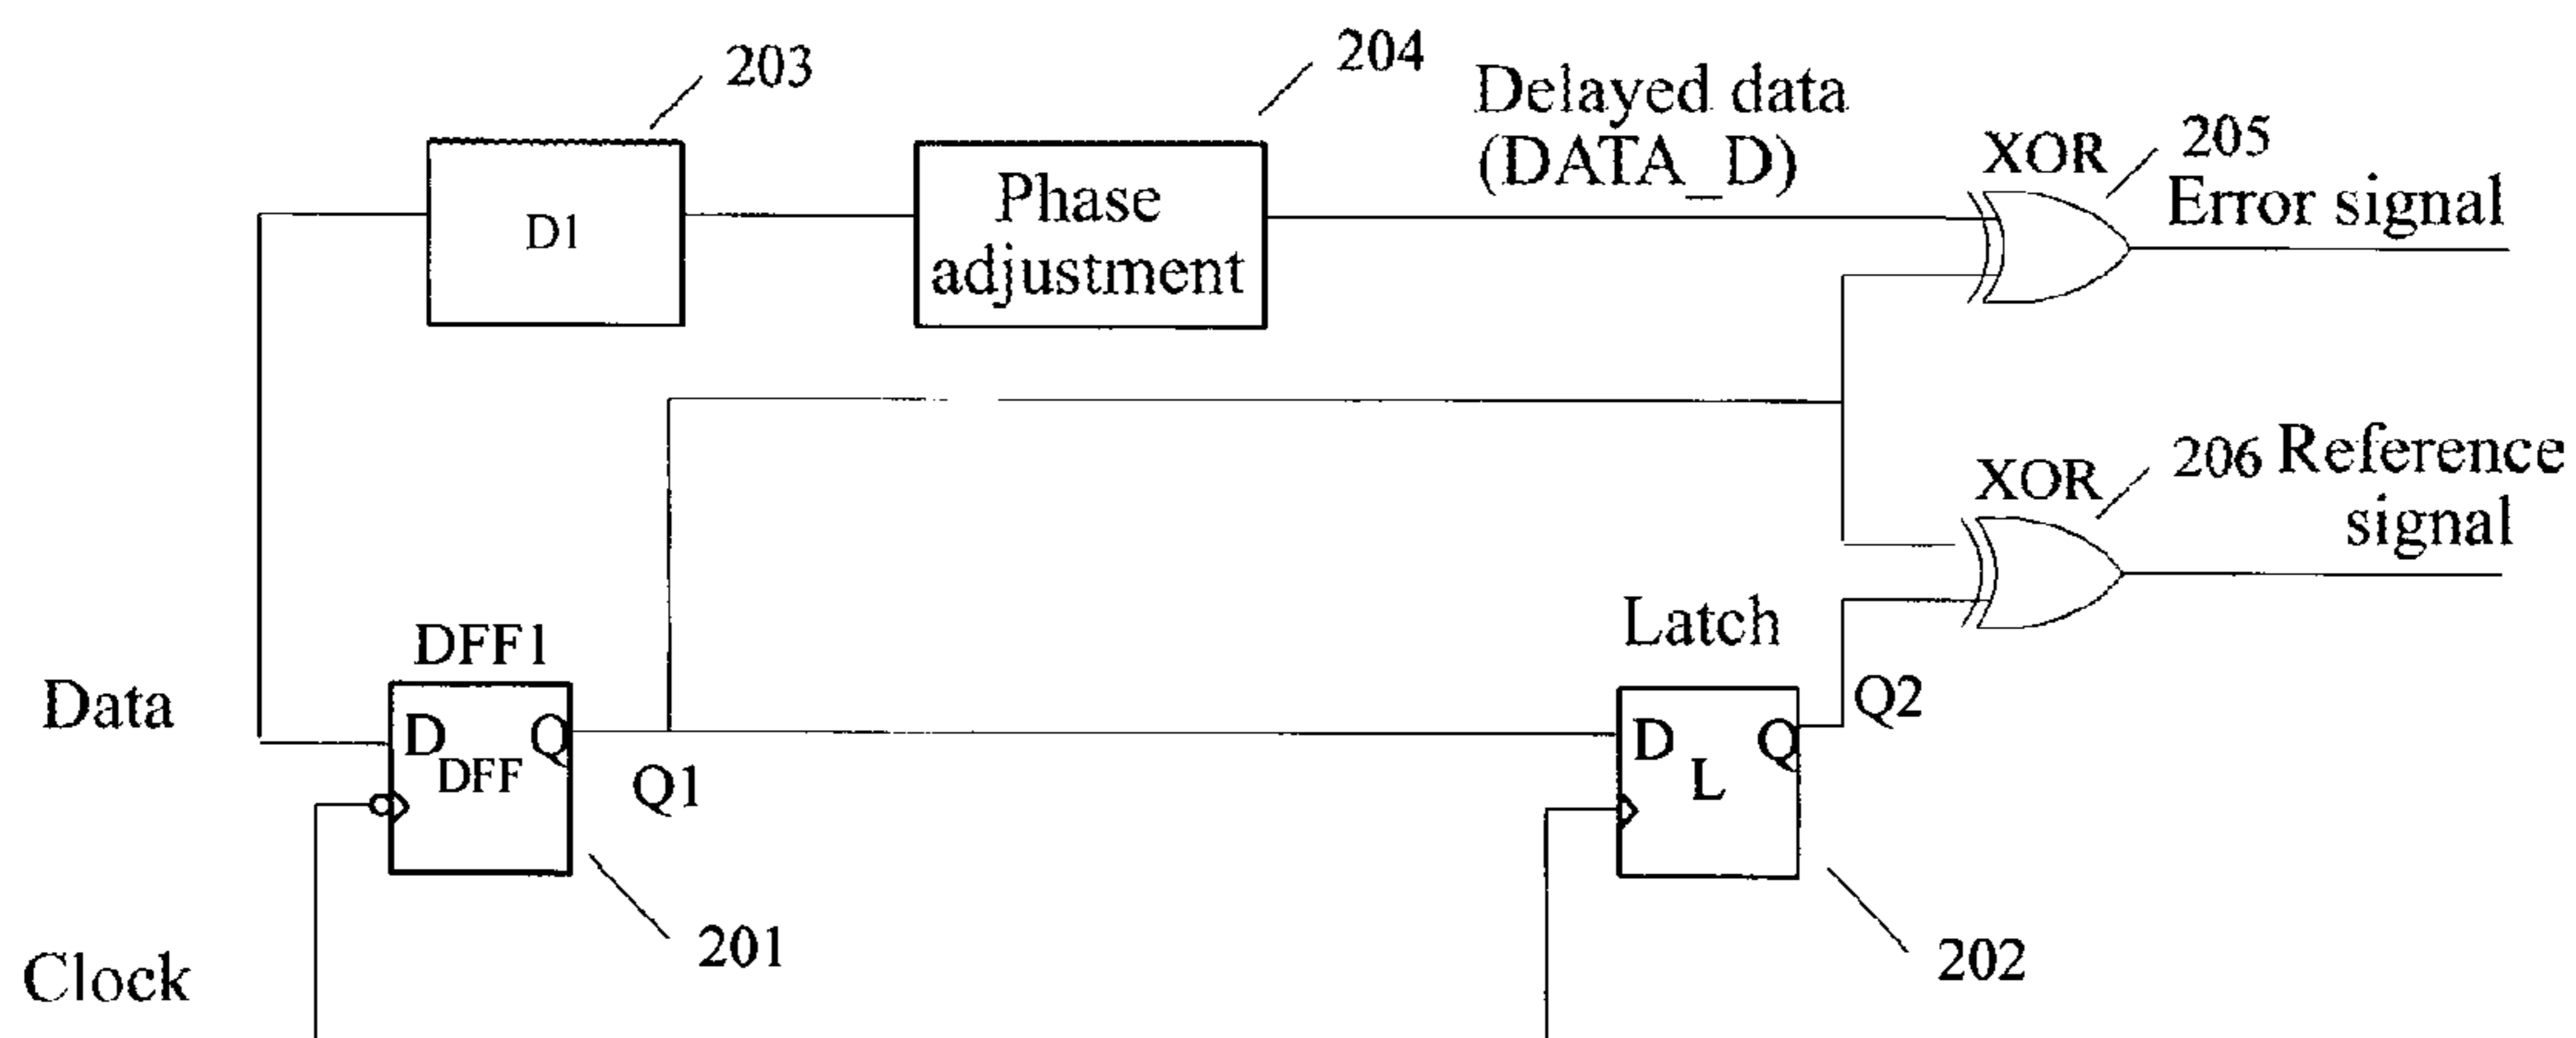 203
204
Delayed data
(DATA_D)
XOR
205
Error signal
D1
Phase
adjustment
XOR
206
Reference
signal
Latch
DFF1
Data
D
Q
DFF
Q1
D
Q
L
Q2
201
202
Clock